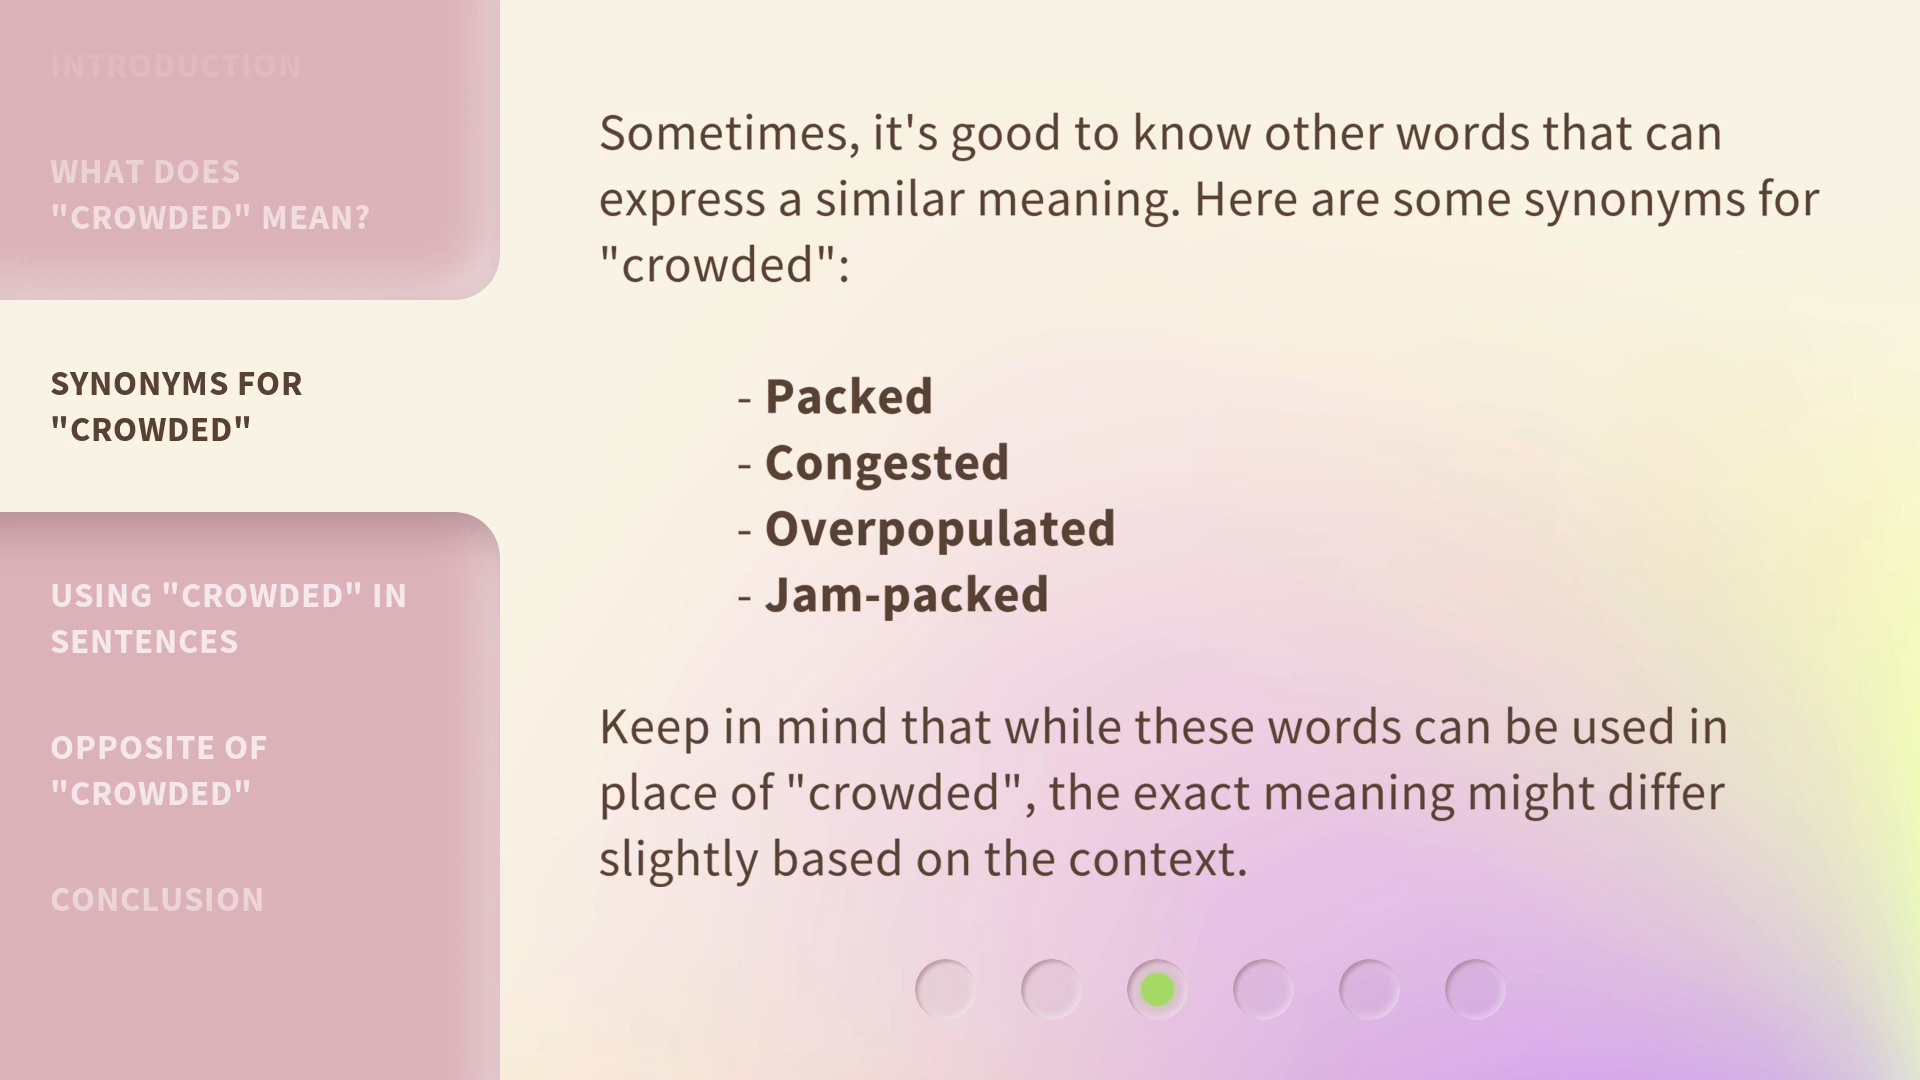 INTRODUCTION
WHAT DOES
"CROWDED" MEAN?
SYNONYMS FOR
"CROWDED"
USING "CROWDED" IN
SENTENCES
OPPOSITE OF
"CROWDED"
CONCLUSION
Sometimes, it's good to know other words that can
express a similar meaning. Here are some synonyms for
"crowded":
- Packed
- Congested
- Overpopulated
- Jam-packed
Keep in mind that while these words can be used in
place of "crowded", the exact meaning might differ
slightly based on the context.